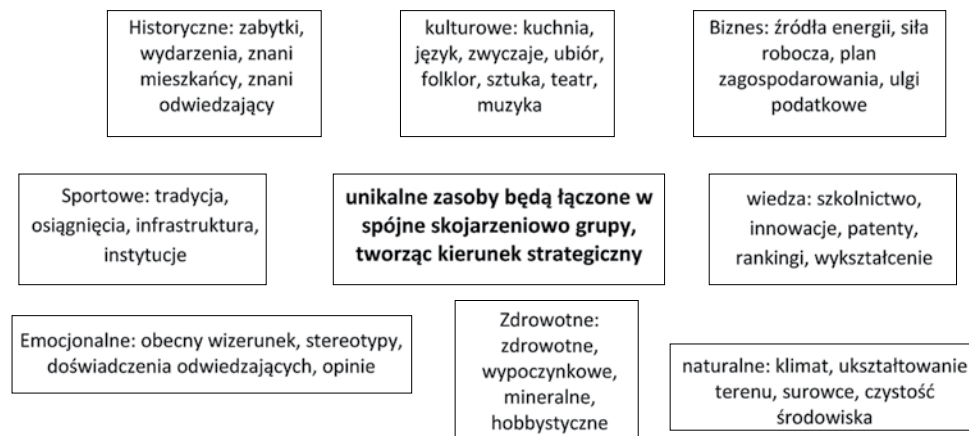 Historyczne: zabytki,
wydarzenia, znani
mieszkańcy, znani
odwiedzający
kulturowe: kuchnia,
język, zwyczaje, ubiór,
folklor, sztuka, teatr,
muzyka
Biznes: źródła energii, siła
robocza, plan
zagospodarowania, ulgi
podatkowe
Sportowe: tradycja,
osiągnięcia, infrastruktura,
instytucje
unikalne zasoby będą łączone w
spójne skojarzeniowo grupy,
tworząc kierunek strategiczny
wiedza: szkolnictwo,
innowacje, patenty,
rankingi, wykształcenie
Emocjonalne: obecny wizerunek, stereotypy,
doświadczenia odwiedzających, opinie
Zdrowotne:
zdrowotne,
wypoczynkowe,
mineralne,
hobbystyczne
naturalne: klimat, ukształtowanie
terenu, surowce, czystość
środowiska